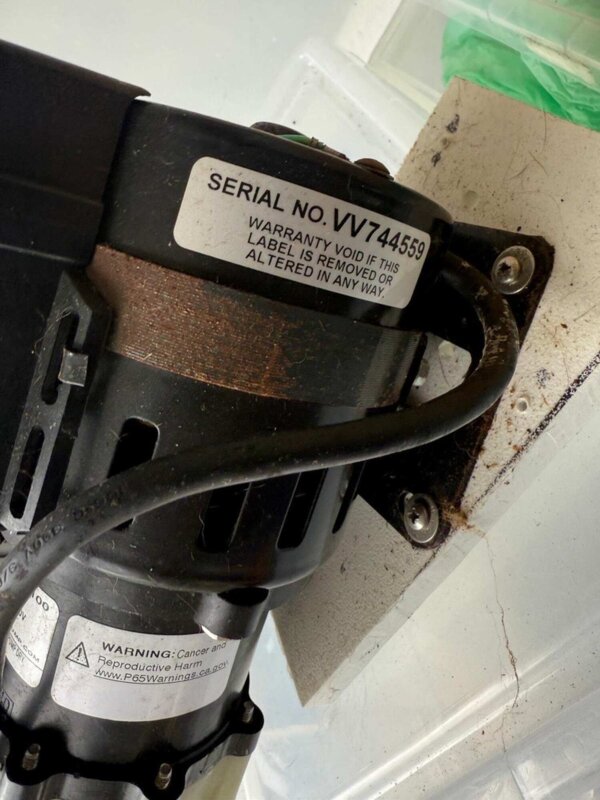 SERIAL NO. VV744559
WARRANTY VOID IF THIS
LABEL IS REMOVED OR
ALTERED IN ANY WAY.
WARNING: Cancer and
Reproductive Harm
www.P65Warnings.ca.gov